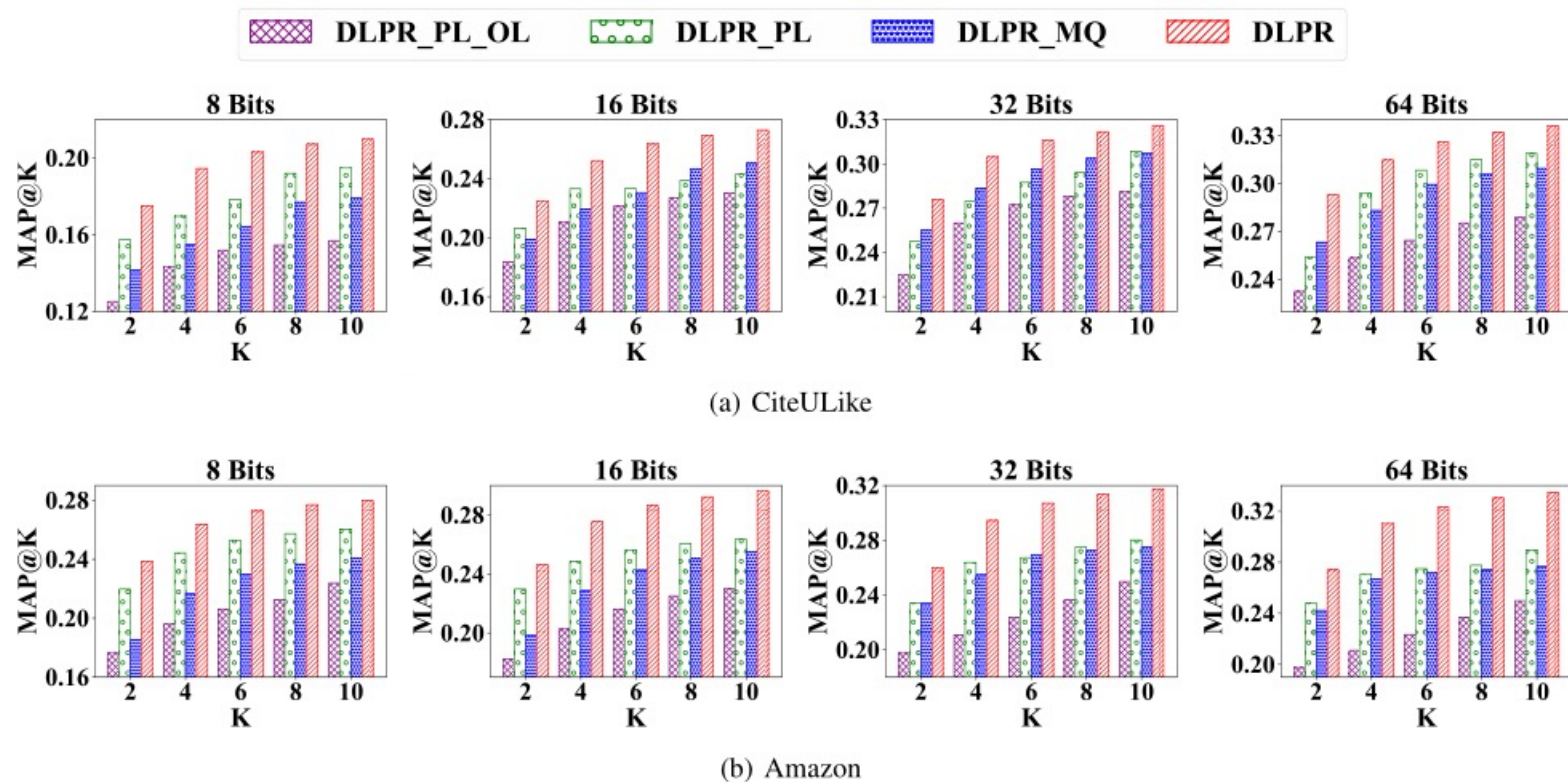 DLPR_PL_OL DLPR_PL DLPR_MQ DLPR
8 Bits 16 Bits 32 Bits 64 Bits
MAP@K 0.20 0.16 0.12 MAP@K 0.28 0.24 0.20 0.16 MAP@K 0.33 0.30 0.27 0.24 0.21 MAP@K 0.33 0.30 0.27 0.24
2 4 6 8 10 2 4 6 8 10 2 4 6 8 10 2 4 6 8 10
K K K K
(a) CiteULike
8 Bits 16 Bits 32 Bits 64 Bits
MAP@K 0.28 0.24 0.20 0.16 MAP@K 0.28 0.24 0.20 MAP@K 0.32 0.28 0.24 0.20 MAP@K 0.32 0.28 0.24 0.20
2 4 6 8 10 2 4 6 8 10 2 4 6 8 10 2 4 6 8 10
K K K K
(b) Amazon